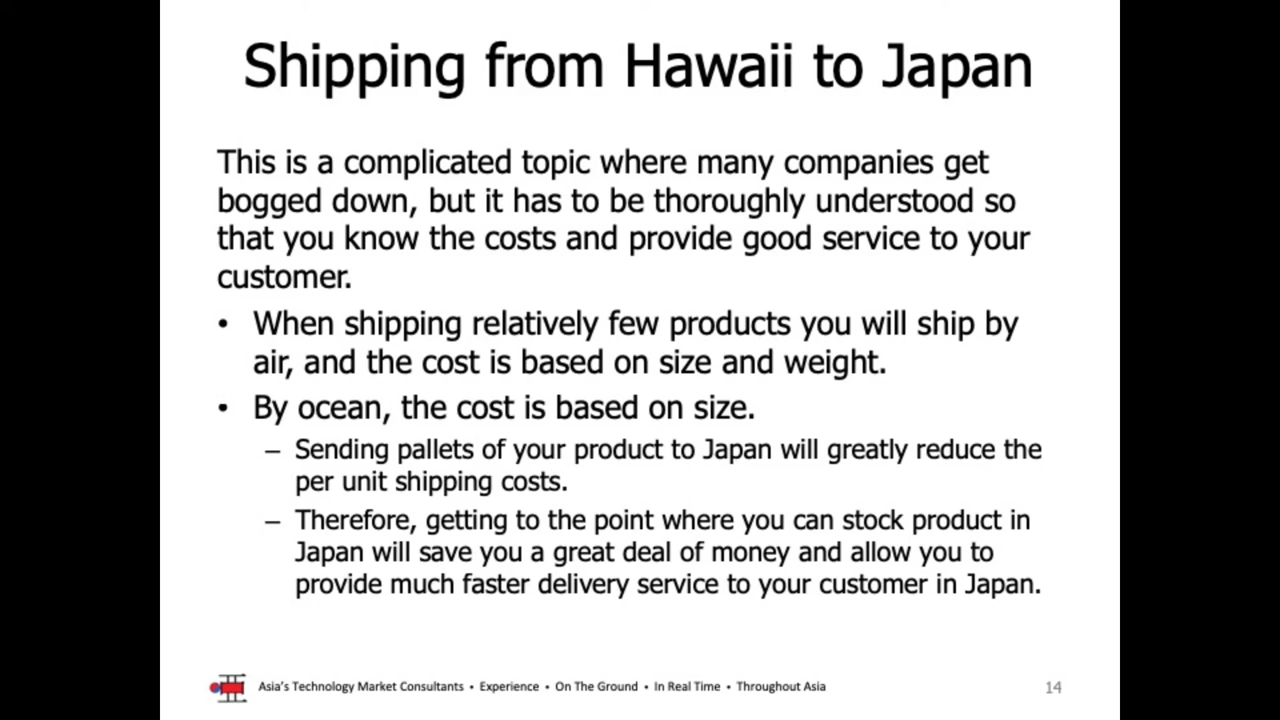 Shipping from Hawaii to Japan
This is a complicated topic where many companies get
bogged down, but it has to be thoroughly understood so
that you know the costs and provide good service to your
customer.
• When shipping relatively few products you will ship by
air, and the cost is based on size and weight.
• By ocean, the cost is based on size.
– Sending pallets of your product to Japan will greatly reduce the
per unit shipping costs.
– Therefore, getting to the point where you can stock product in
Japan will save you a great deal of money and allow you to
provide much faster delivery service to your customer in Japan.
Asia's Technology Market Consultants • Experience • On The Ground • In Real Time • Throughout Asia
14